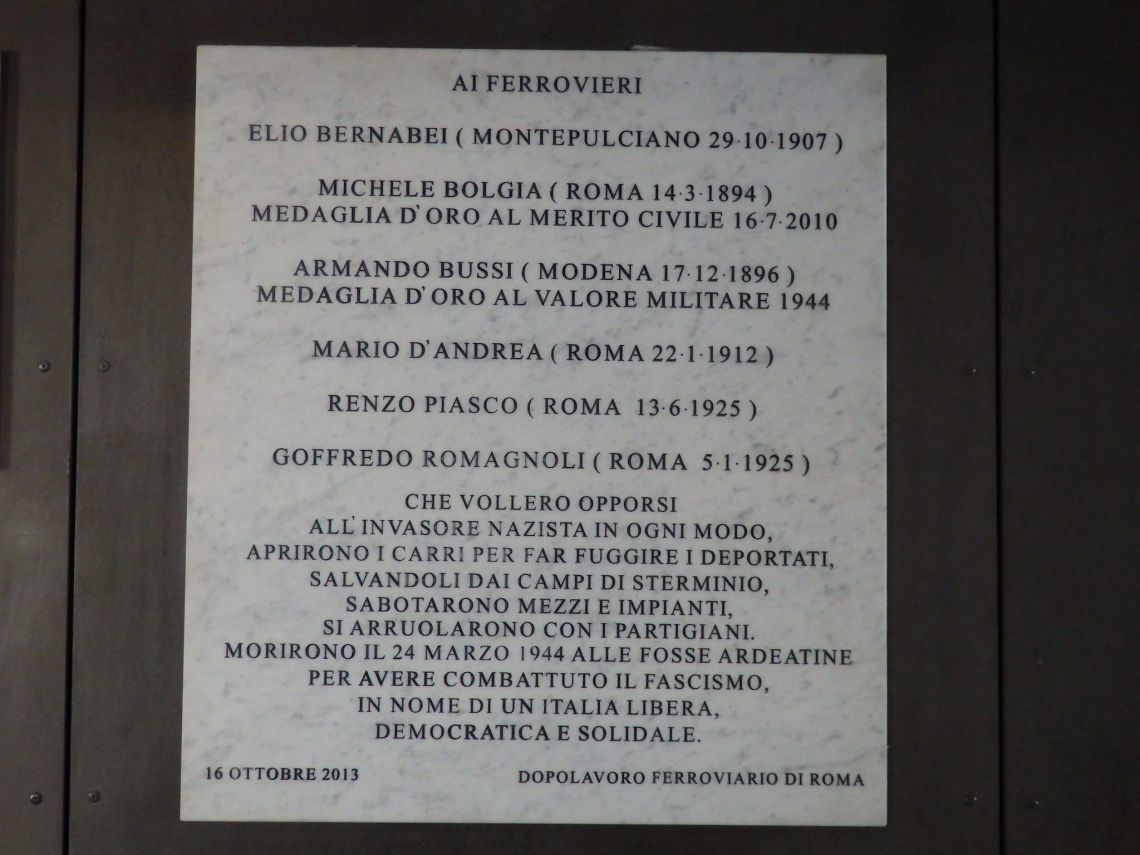 AI FERROVIERI
ELIO BERNABEI ( MONTEPULCIANO 29·10·1907 )
MICHELE BOLGIA ( ROMA 14·3·1894 )
MEDAGLIA D'ORO AL MERITO CIVILE 16·7·2010
ARMANDO BUSSI ( MODENA 17·12·1896 )
MEDAGLIA D'ORO AL VALORE MILITARE 1944
MARIO D'ANDREA ( ROMA 22·1·1912 )
RENZO PIASCO ( ROMA 13·6·1925 )
GOFFREDO ROMAGNOLI ( ROMA 5·1·1925 )
CHE VOLLERO OPPORSI
ALL'INVASORE NAZISTA IN OGNI MODO,
APRIRONO I CARRI PER FAR FUGGIRE I DEPORTATI,
SALVANDOLI DAI CAMPI DI STERMINIO,
SABOTARONO MEZZI E IMPIANTI,
SI ARRUOLARONO CON I PARTIGIANI.
MORIRONO IL 24 MARZO 1944 ALLE FOSSE ARDEATINE
PER AVERE COMBATTUTO IL FASCISMO,
IN NOME DI UN ITALIA LIBERA,
DEMOCRATICA E SOLIDALE.
16 OTTOBRE 2013 DOPOLAVORO FERROVIARIO DI ROMA